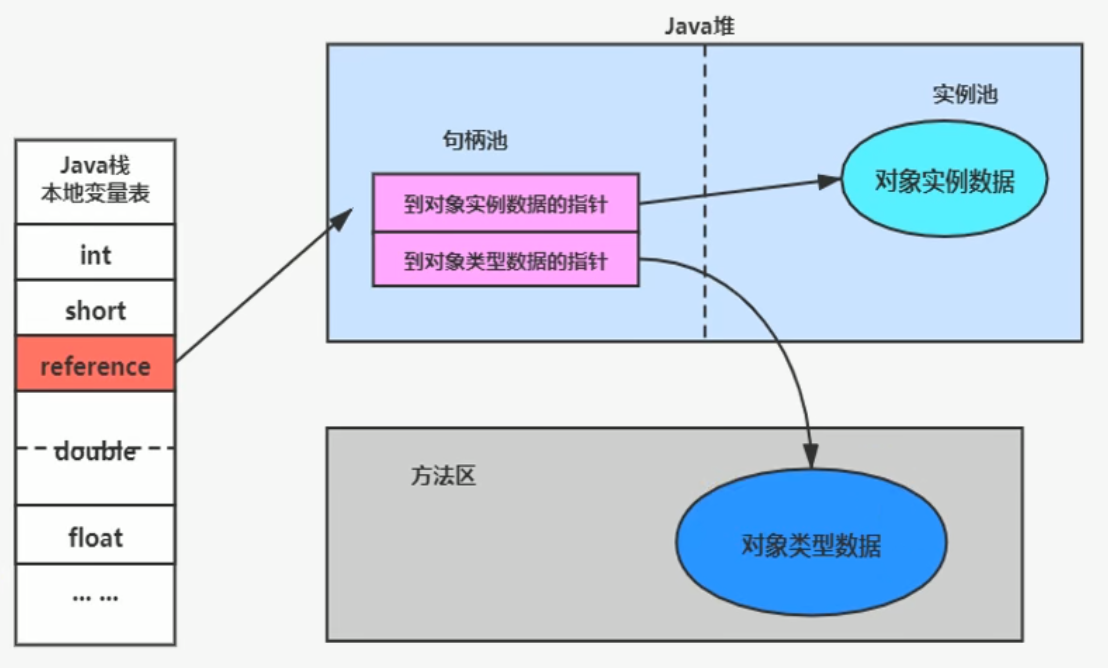 Java堆
实例池
句柄池
Java栈
本地变量表
到对象实例数据的指针
对象实例数据
int
到对象类型数据的指针
short
reference
double
方法区
float
对象类型数据
... ...